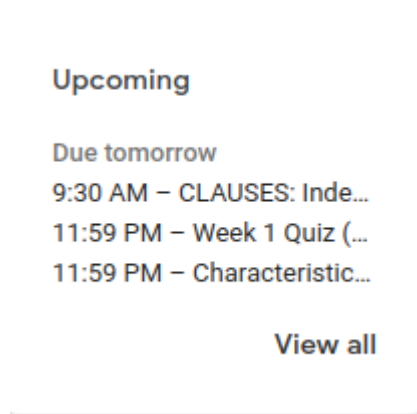 Upcoming
Due tomorrow
9:30 AM – CLAUSES: Inde...
11:59 PM – Week 1 Quiz (...
11:59 PM – Characteristic...
View all